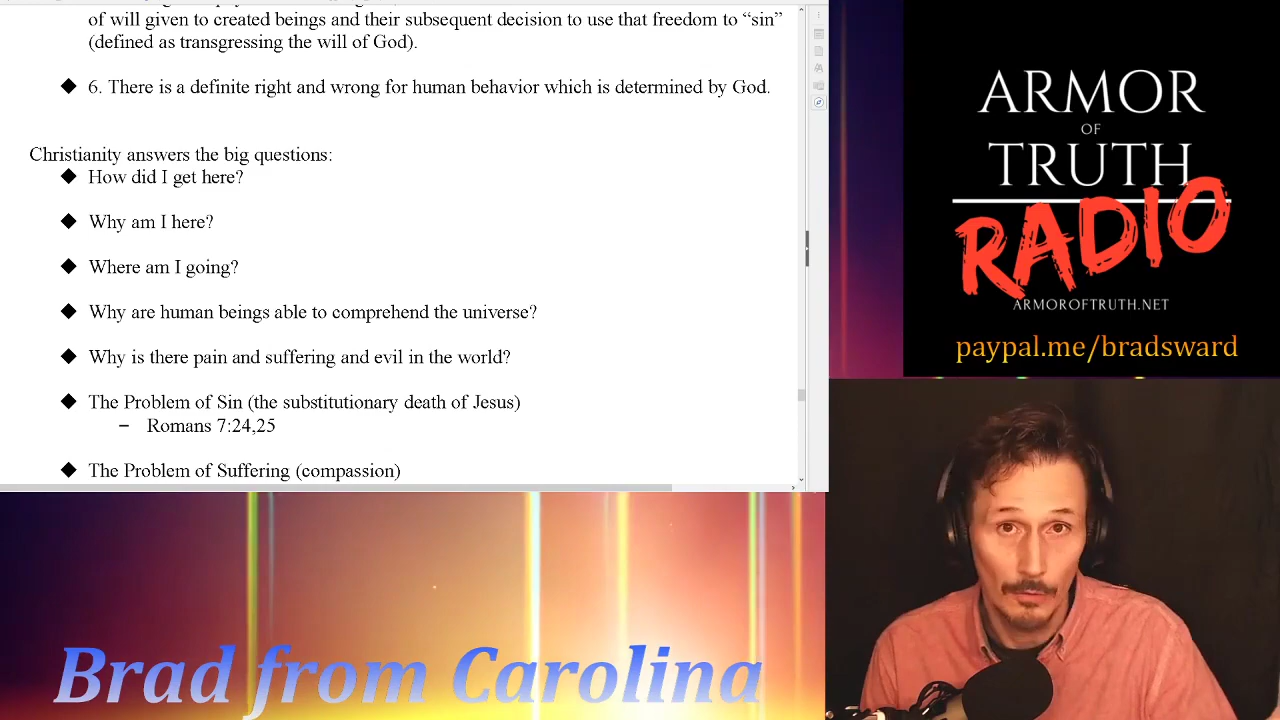 of will given to created beings and their subsequent decision to use that freedom to “sin”
(defined as transgressing the will of God).
◆ 6. There is a definite right and wrong for human behavior which is determined by God.
Christianity answers the big questions:
◆ How did I get here?
◆ Why am I here?
◆ Where am I going?
◆ Why are human beings able to comprehend the universe?
◆ Why is there pain and suffering and evil in the world?
◆ The Problem of Sin (the substitutionary death of Jesus)
– Romans 7:24,25
◆ The Problem of Suffering (compassion)
ARMOR
OF
TRUTH
RADIO
ARMOROFTRUTH.NET
paypal.me/bradsward
Brad from Carolina